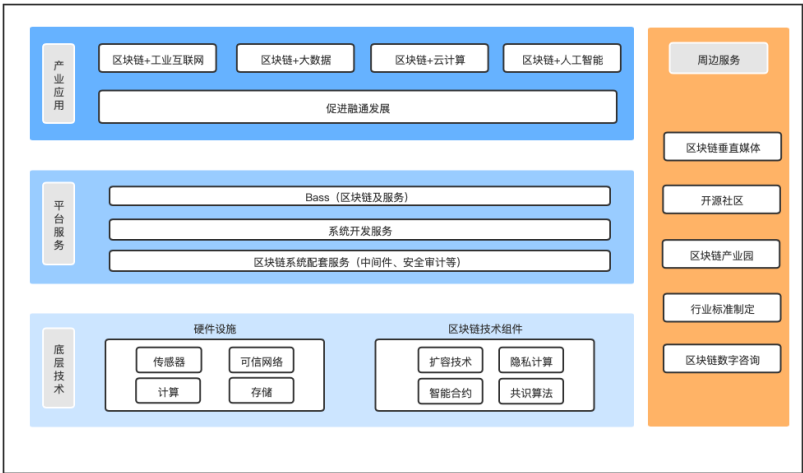 产业应用
区块链+工业互联网
区块链+大数据
区块链+云计算
区块链+人工智能
促进融通发展
平台服务
Bass（区块链及服务）
系统开发服务
区块链系统配套服务（中间件、安全审计等）
底层技术
硬件设施
传感器
可信网络
计算
存储
区块链技术组件
扩容技术
隐私计算
智能合约
共识算法
周边服务
区块链垂直媒体
开源社区
区块链产业园
行业标准制定
区块链数字咨询